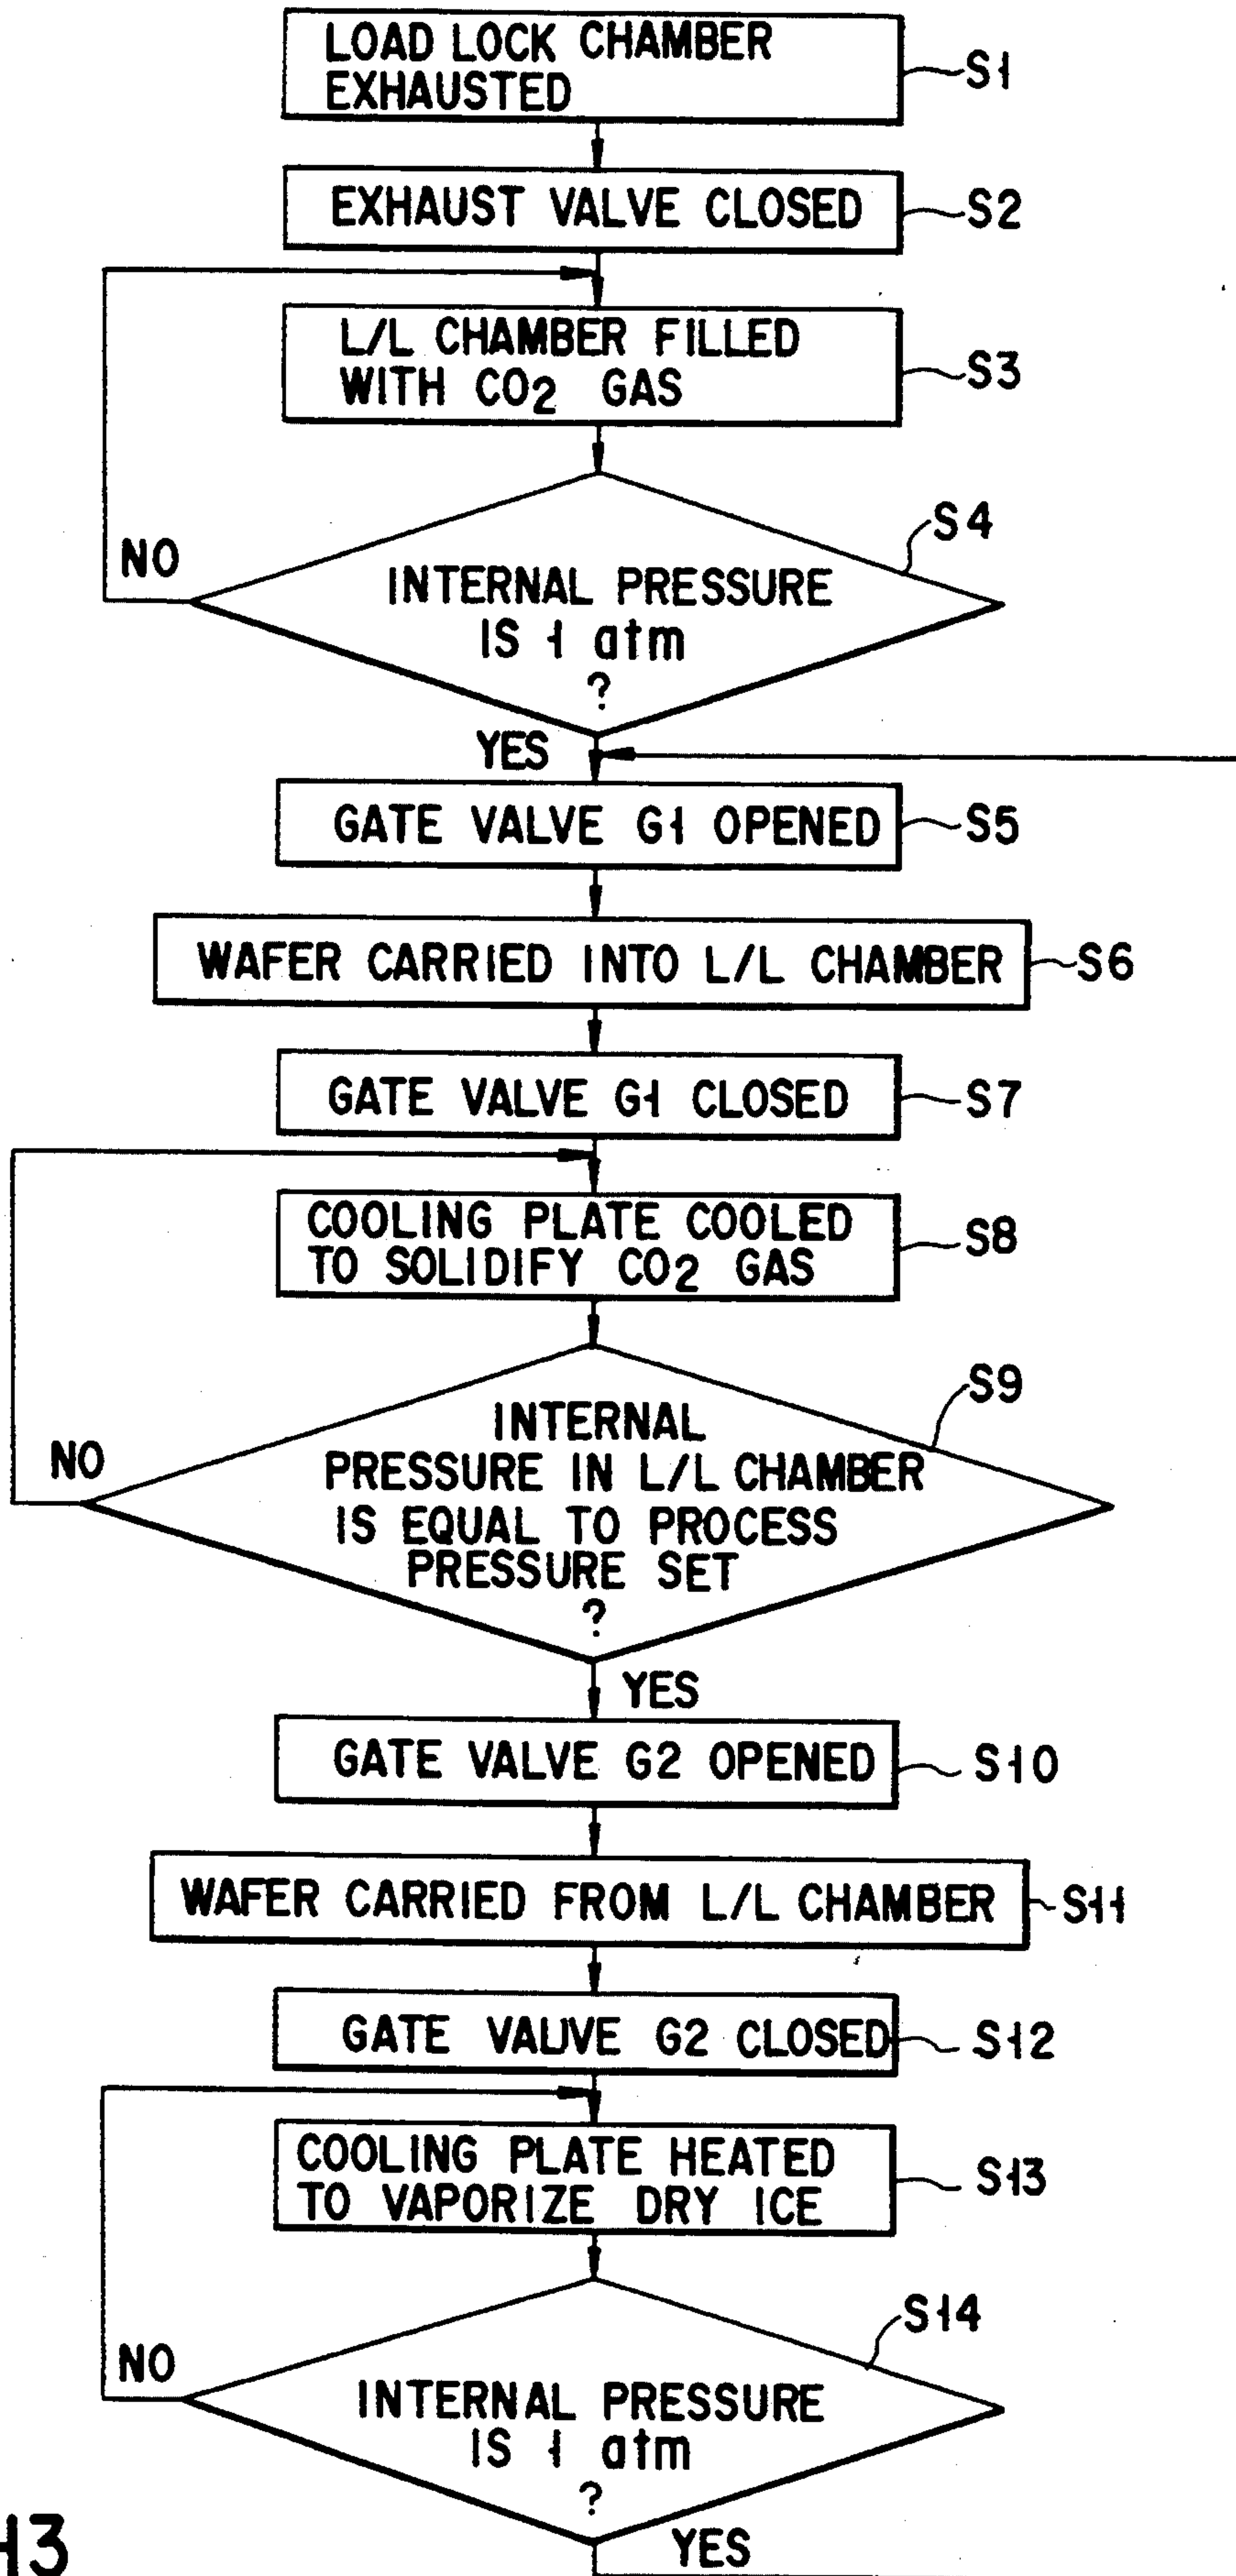 LOAD LOCK CHAMBER
EXHAUSTED
S1
EXHAUST VALVE CLOSED
S2
L/L CHAMBER FILLED
WITH CO2 GAS
S3
S4
NO
INTERNAL PRESSURE
IS 1 atm
?
YES
GATE VALVE G1 OPENED
S5
WAFER CARRIED INTO L/L CHAMBER
S6
GATE VALVE G1 CLOSED
S7
COOLING PLATE COOLED
TO SOLIDIFY CO2 GAS
S8
S9
NO
INTERNAL
PRESSURE IN L/L CHAMBER
IS EQUAL TO PROCESS
PRESSURE SET
?
YES
GATE VALVE G2 OPENED
S10
WAFER CARRIED FROM L/L CHAMBER
S11
GATE VALVE G2 CLOSED
S12
COOLING PLATE HEATED
TO VAPORIZE DRY ICE
S13
S14
NO
INTERNAL PRESSURE
IS 1 atm
?
YES